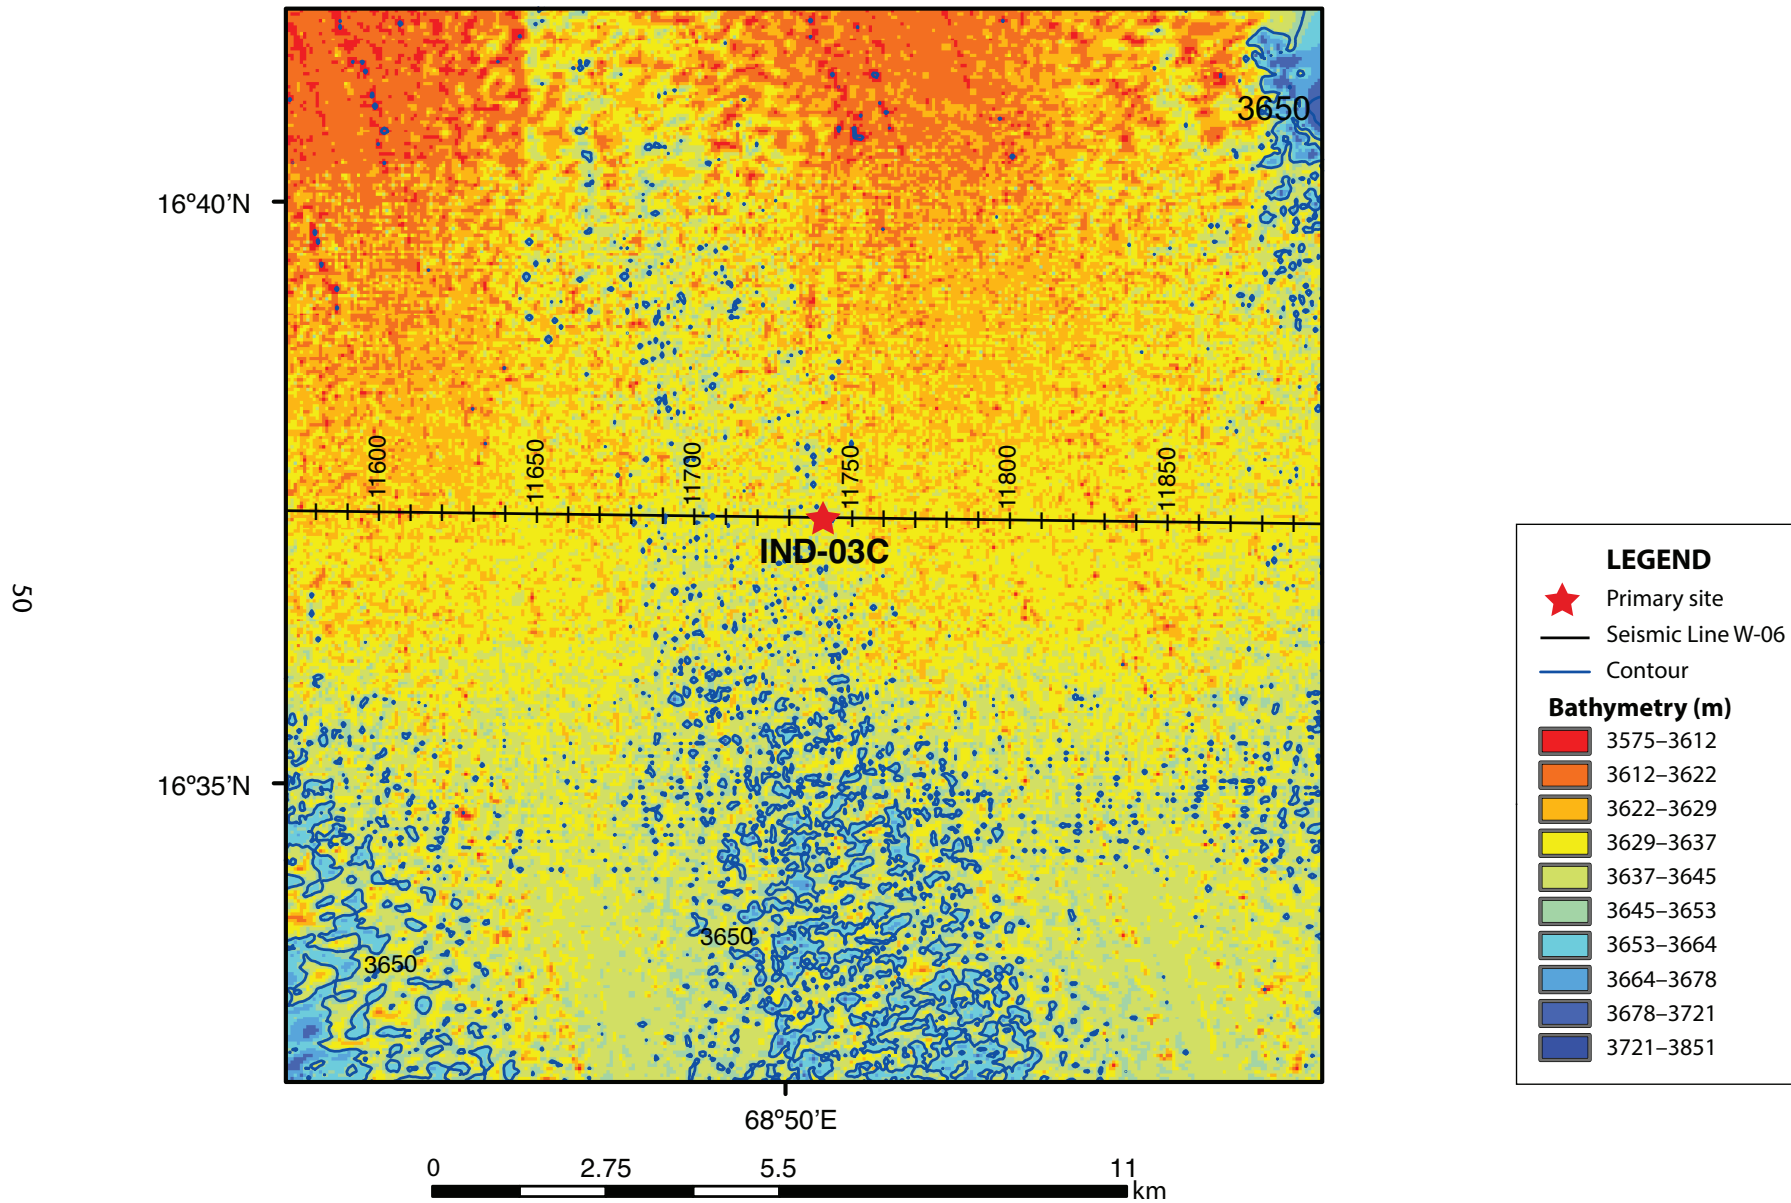 3650
16°40'N
11600
11650
11700
11750
11800
11850
IND-03C
50
16°35'N
3650
3650
68°50'E
0 2.75 5.5 11
km
LEGEND
Primary site
Seismic Line W-06
Contour
Bathymetry (m)
3575–3612
3612–3622
3622–3629
3629–3637
3637–3645
3645–3653
3653–3664
3664–3678
3678–3721
3721–3851